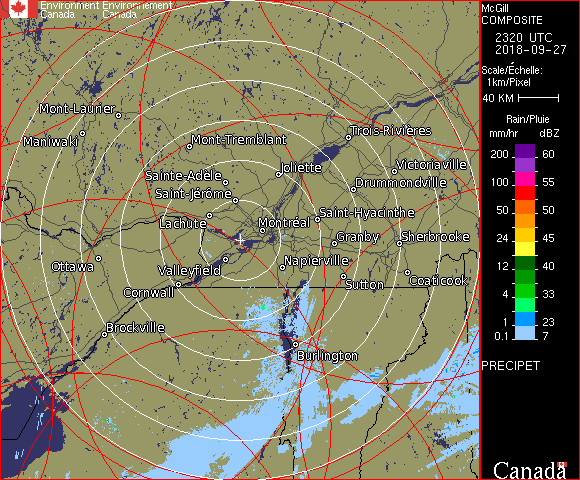 Environment Environnement
Canada Canada
McGill
COMPOSITE
2320 UTC
2018-09-27
Scale/Échelle:
1km/Pixel
40 KM
Rain/Pluie
mm/hr dBZ
200 60
150 57
100 55
50 50
24 45
12 40
4 33
1 23
0.1 7
PRECIPET
Canada
Mont-Laurier
Maniwaki
Mont-Tremblant
Trois-Rivières
Sainte-Adèle
Joliette
Victoriaville
Saint-Jérôme
Drummondville
Lachute
Montréal
Saint-Hyacinthe
Granby
Sherbrooke
Ottawa
Valleyfield
Napierville
Sutton
Coaticook
Cornwall
Brockville
Burlington